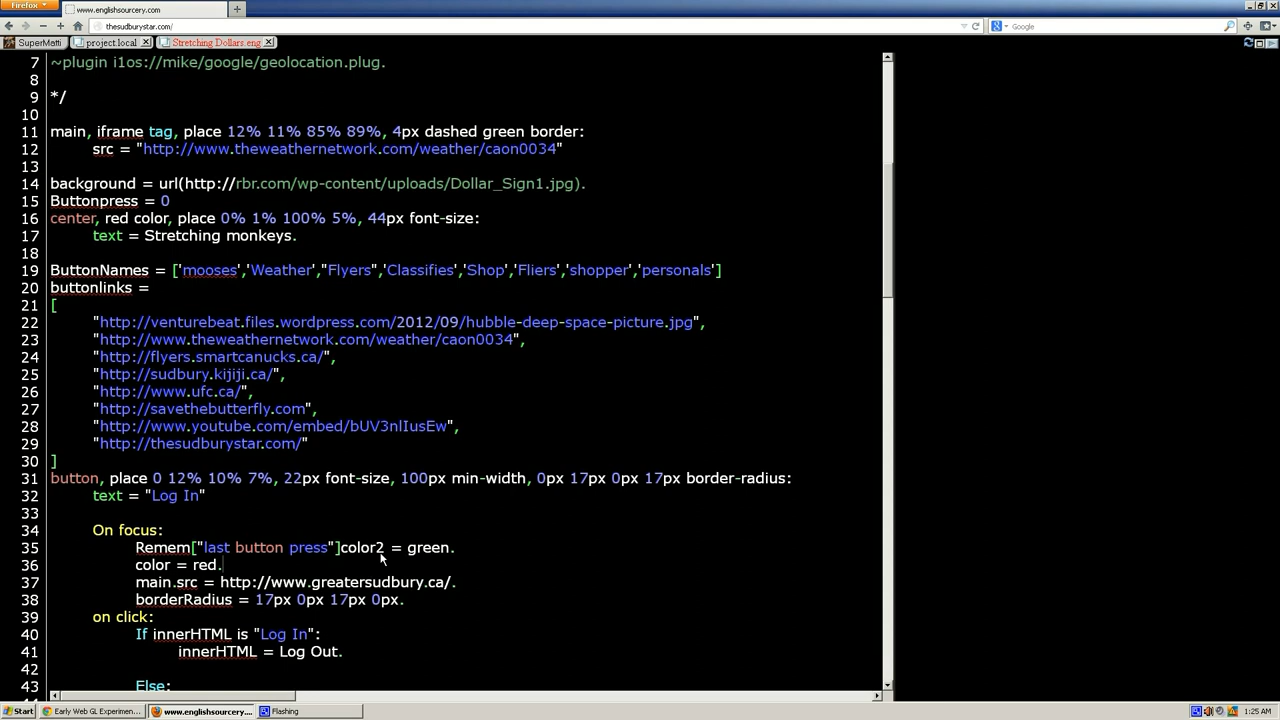 Firefox
www.englishsourcery.com
+
thesudburystar.com/
Google
SuperMatti
project.local
Stretching Dollars.eng
7 ~plugin i1os://mike/google/geolocation.plug.
8
9 */
10
11 main, iframe tag, place 12% 11% 85% 89%, 4px dashed green border:
12 src = "http://www.theweathernetwork.com/weather/caon0034"
13
14 background = url(http://rbr.com/wp-content/uploads/Dollar_Sign1.jpg).
15 Buttonpress = 0
16 center, red color, place 0% 1% 100% 5%, 44px font-size:
17 text = Stretching monkeys.
18
19 ButtonNames = ['mooses','Weather',"Flyers",'Classifies','Shop','Fliers','shopper','personals']
20 buttonlinks =
21 [
22 "http://venturebeat.files.wordpress.com/2012/09/hubble-deep-space-picture.jpg",
23 "http://www.theweathernetwork.com/weather/caon0034",
24 "http://flyers.smartcanucks.ca/",
25 "http://sudbury.kijiji.ca/",
26 "http://www.ufc.ca/",
27 "http://savethebutterfly.com",
28 "http://www.youtube.com/embed/bUV3nlIusEw",
29 "http://thesudburystar.com/"
30 ]
31 button, place 0 12% 10% 7%, 22px font-size, 100px min-width, 0px 17px 0px 17px border-radius:
32 text = "Log In"
33
34 On focus:
35 Remem["last button press"]color2 = green.
36 color = red.
37 main.src = http://www.greatersudbury.ca/.
38 borderRadius = 17px 0px 17px 0px.
39 on click:
40 If innerHTML is "Log In":
41 innerHTML = Log Out.
42
43 Else:
Start
Early Web GL Experimen...
www.englishsourcery....
Flashing
1:25 AM